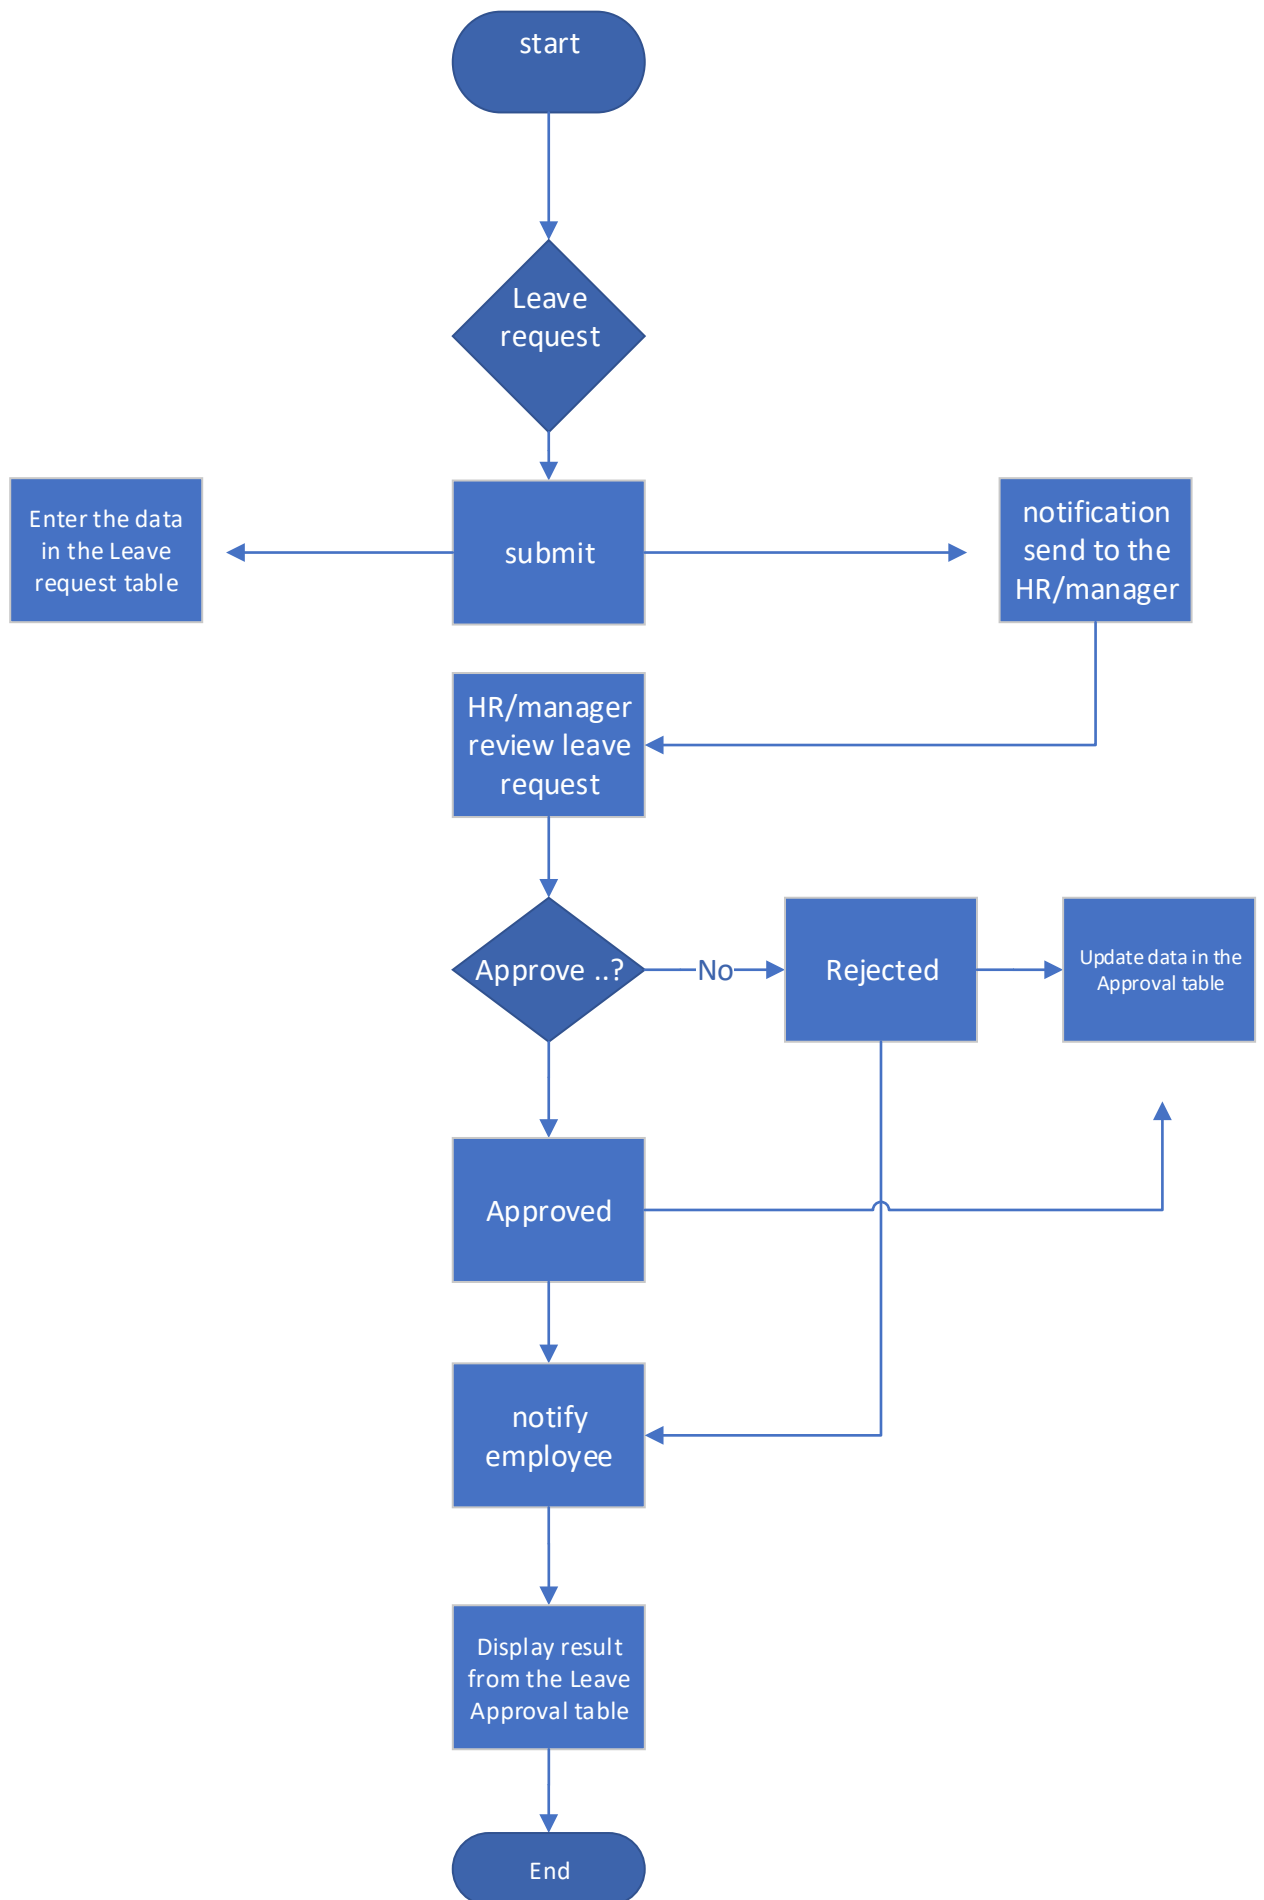 start
Leave
request
Enter the data
in the Leave
request table
submit
notification
send to the
HR/manager
HR/manager
review leave
request
Approve ..?
No
Rejected
Update data in the
Approval table
Approved
notify
employee
Display result
from the Leave
Approval table
End